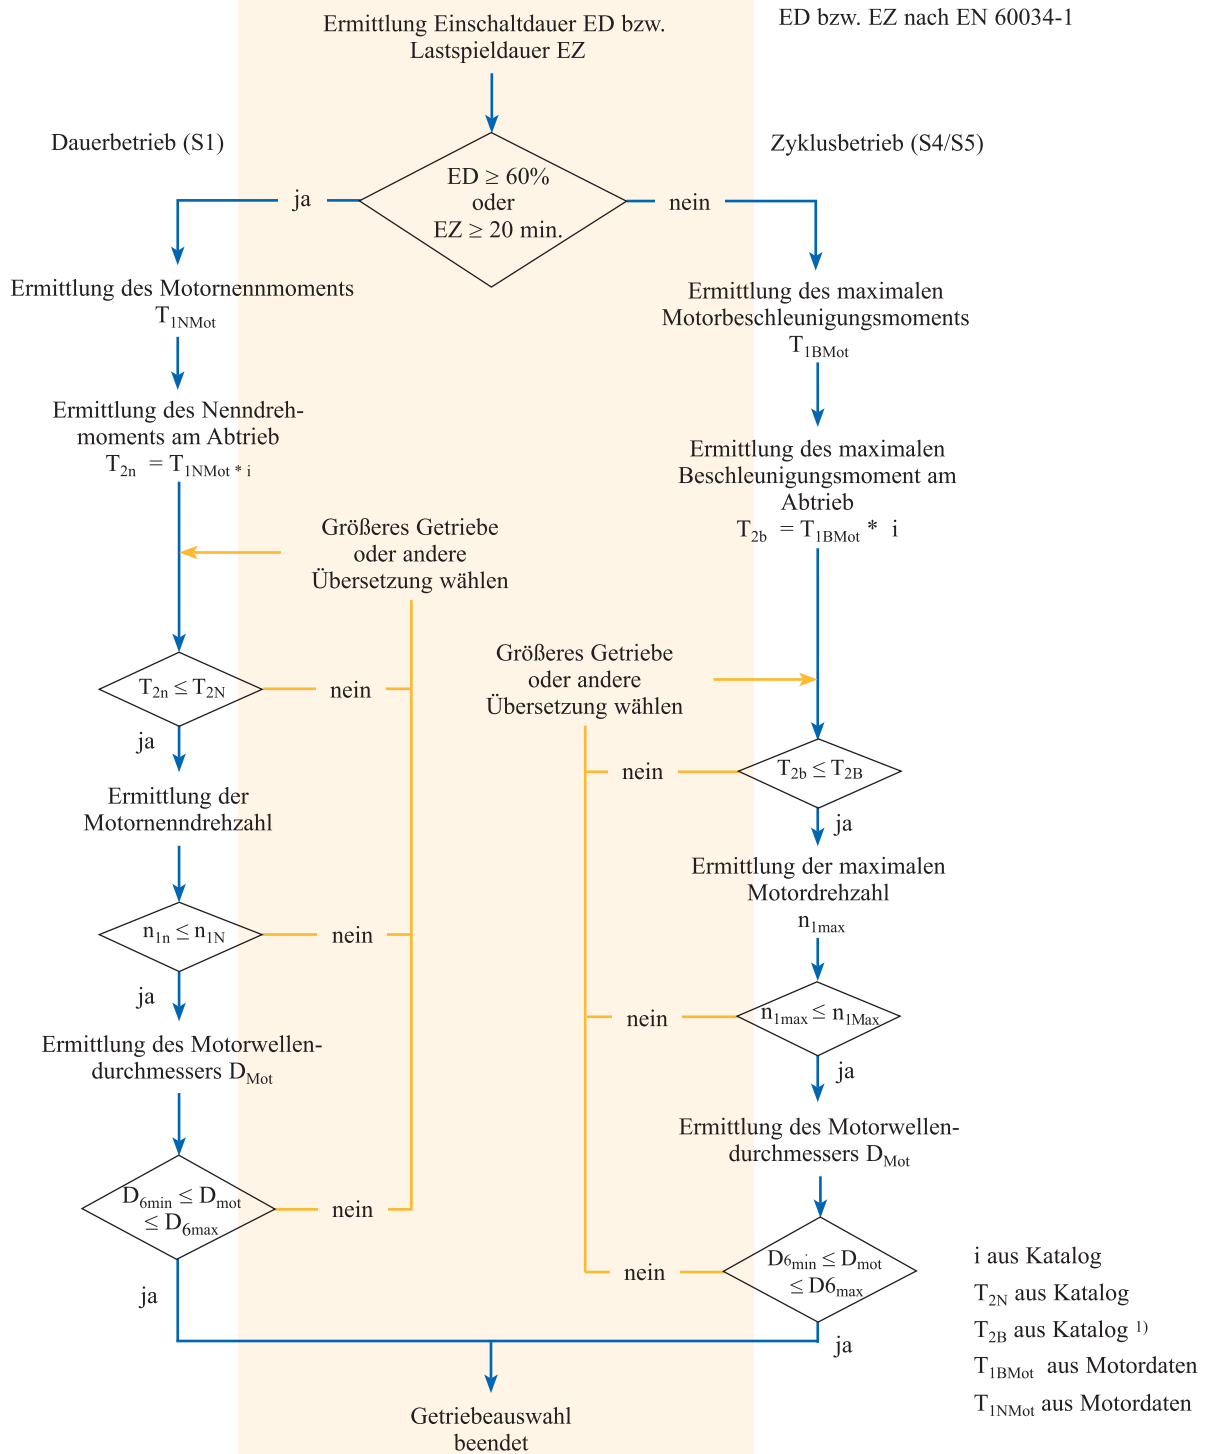 Ermittlung Einschaltdauer ED bzw.
Lastspieldauer EZ
ED bzw. EZ nach EN 60034-1
Dauerbetrieb (S1)
Zyklusbetrieb (S4/S5)
ED ≥ 60%
oder
EZ ≥ 20 min.
ja
nein
Ermittlung des Motornennmoments
T1NMot
Ermittlung des Nenndreh-
moments am Abtrieb
T2n = T1NMot * i
Größeres Getriebe
oder andere
Übersetzung wählen
T2n ≤ T2N
nein
ja
Ermittlung der
Motornenndrehzahl
n1n ≤ n1N
nein
ja
Ermittlung des Motorwellen-
durchmessers DMot
D6min ≤ Dmot
≤ D6max
nein
ja
Ermittlung des maximalen
Motorbeschleunigungsmoments
T1BMot
Ermittlung des maximalen
Beschleunigungsmoment am
Abtrieb
T2b = T1BMot * i
Größeres Getriebe
oder andere
Übersetzung wählen
T2b ≤ T2B
nein
ja
Ermittlung der maximalen
Motordrehzahl
n1max
n1max ≤ n1Max
nein
ja
Ermittlung des Motorwellen-
durchmessers DMot
D6min ≤ Dmot
≤ D6max
nein
ja
Getriebeauswahl
beendet
i aus Katalog
T2N aus Katalog
T2B aus Katalog 1)
T1BMot aus Motordaten
T1NMot aus Motordaten